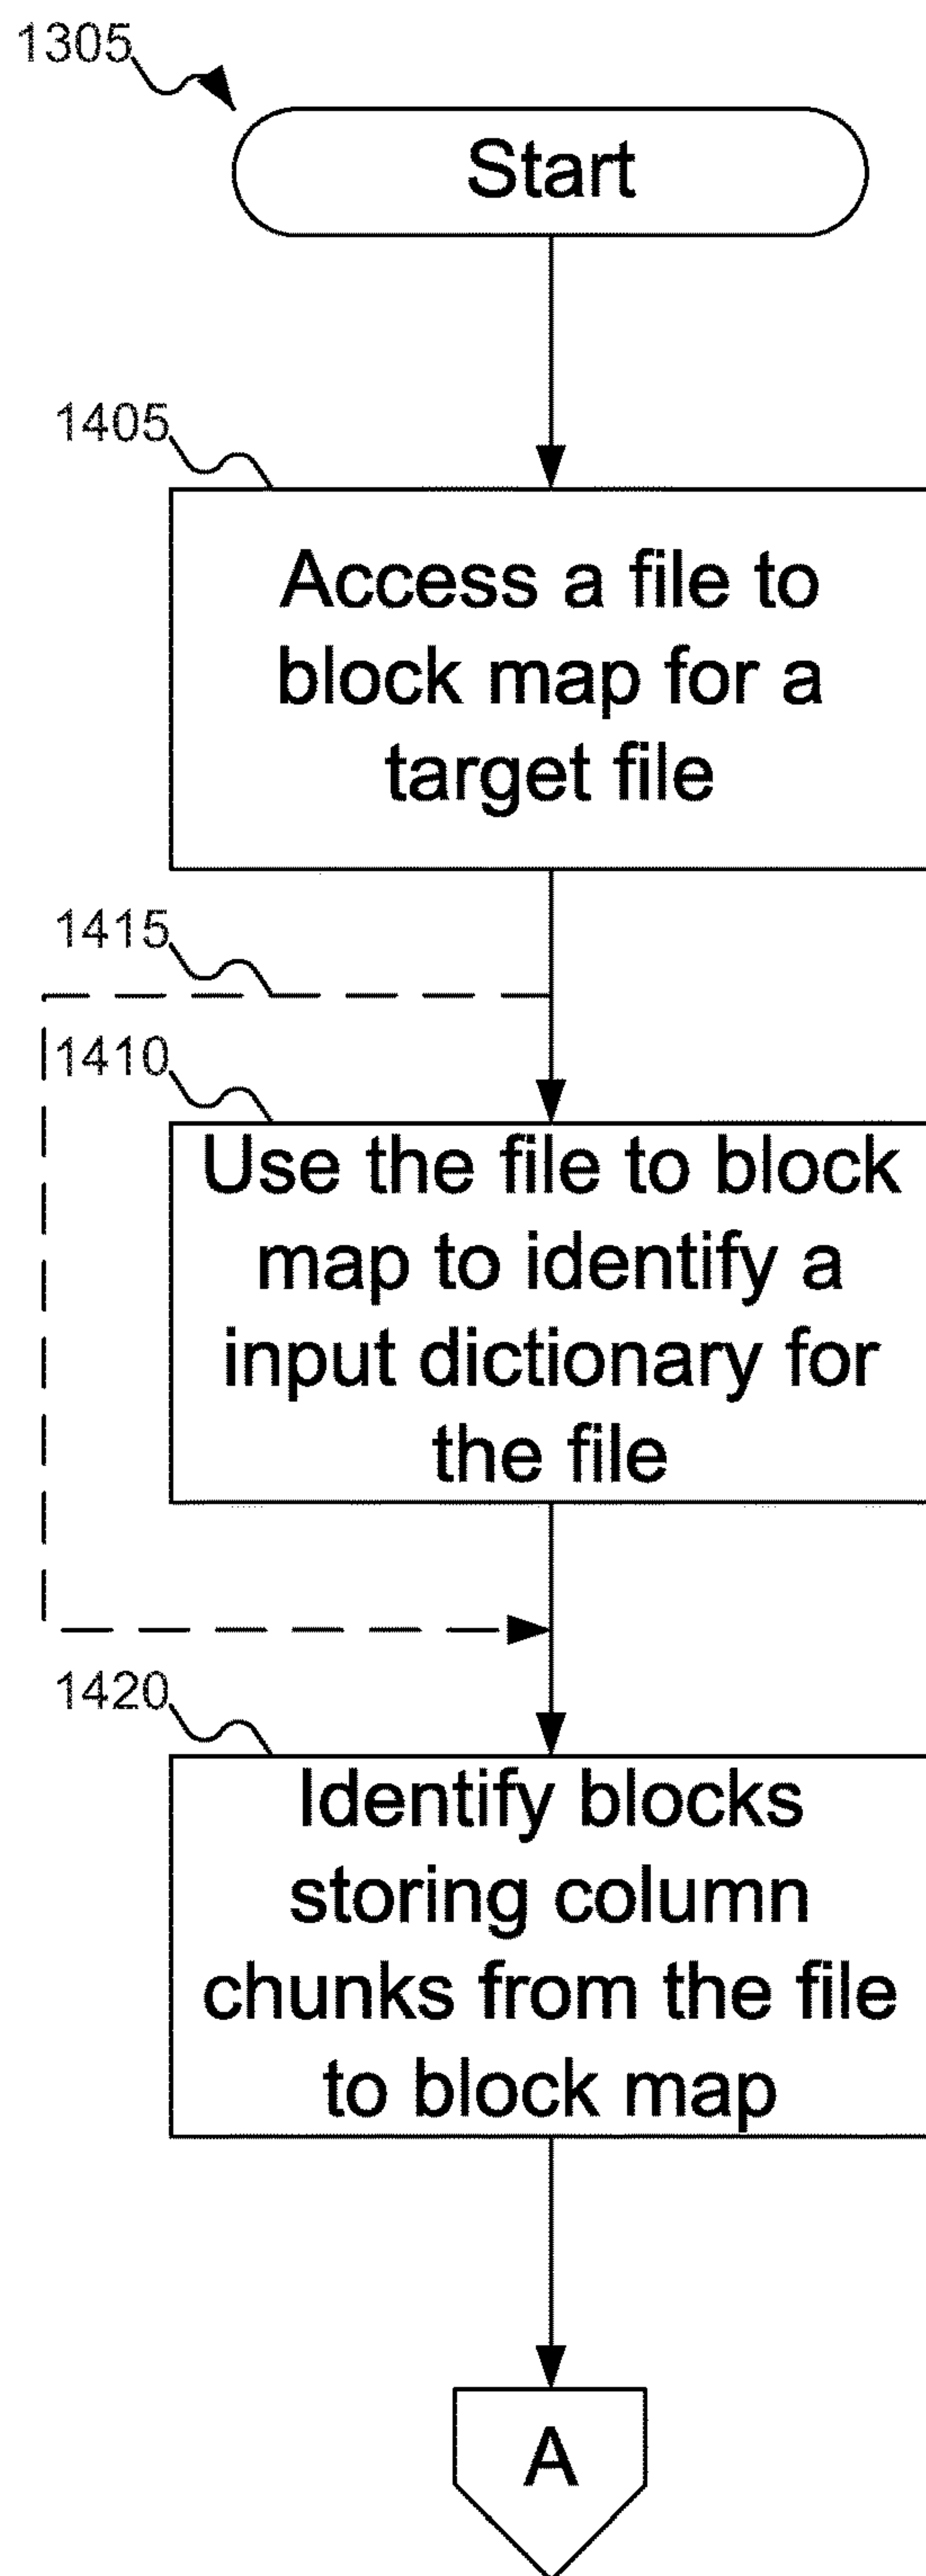 1305
Start
1405
Access a file to
block map for a
target file
1415
1410
Use the file to block
map to identify a
input dictionary for
the file
1420
Identify blocks
storing column
chunks from the file
to block map
A